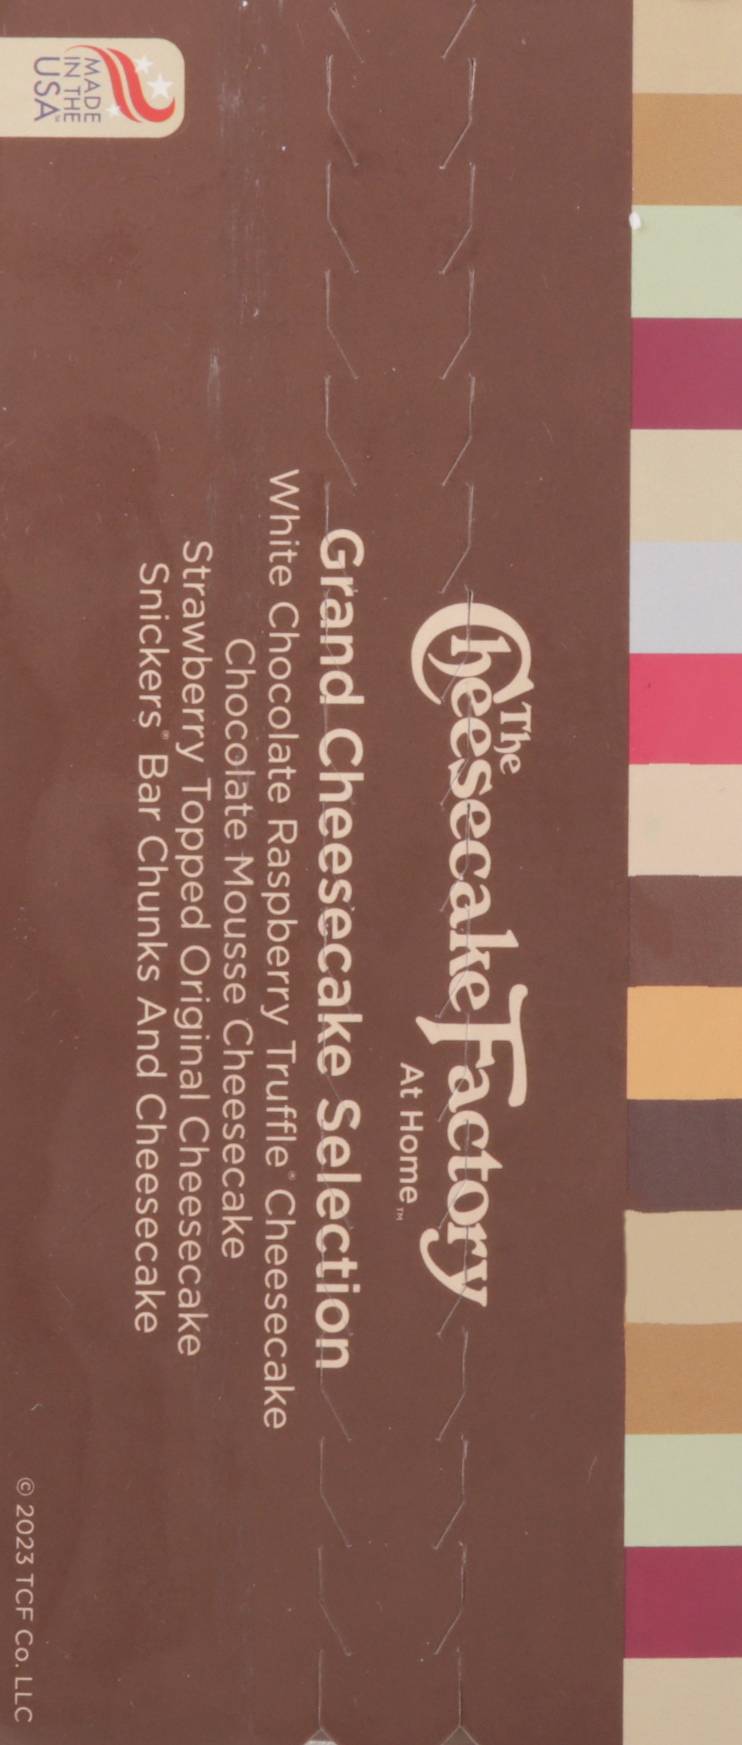 The
Cheesecake Factory
At Home™
Grand Cheesecake Selection
White Chocolate Raspberry Truffle® Cheesecake
Chocolate Mousse Cheesecake
Strawberry Topped Original Cheesecake
Snickers® Bar Chunks And Cheesecake
MADE
IN THE
USA™
© 2023 TCF Co. LLC